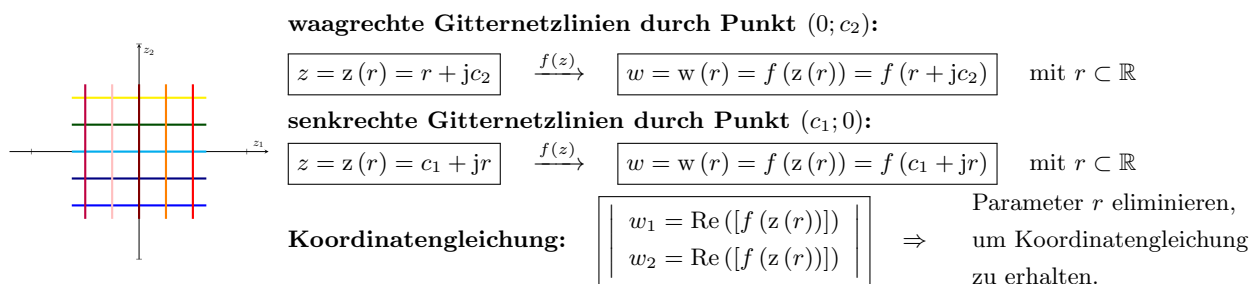 z₂
z₁
waagrechte Gitternetzlinien durch Punkt (0; c₂):
z = z (r) = r + jc₂ f(z) → w = w (r) = f (z (r)) = f (r + jc₂) mit r ⊂ ℝ
senkrechte Gitternetzlinien durch Punkt (c₁; 0):
z = z (r) = c₁ + jr f(z) → w = w (r) = f (z (r)) = f (c₁ + jr) mit r ⊂ ℝ
Koordinatengleichung: | w₁ = Re ([f (z (r))]) |
| w₂ = Re ([f (z (r))]) | ⇒
Parameter r eliminieren,
um Koordinatengleichung
zu erhalten.